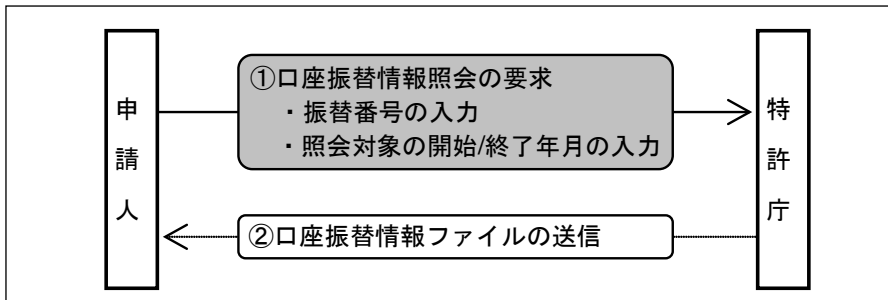 申請人
①口座振替情報照会の要求
・振替番号の入力
・照会対象の開始/終了年月の入力
特許庁
②口座振替情報ファイルの送信